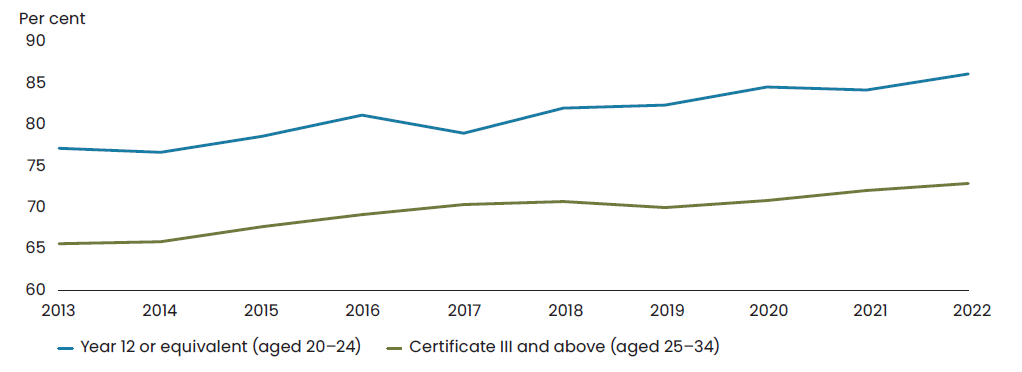 Per cent
90
85
80
75
70
65
60
2013 2014 2015 2016 2017 2018 2019 2020 2021 2022
Year 12 or equivalent (aged 20–24) Certificate III and above (aged 25–34)